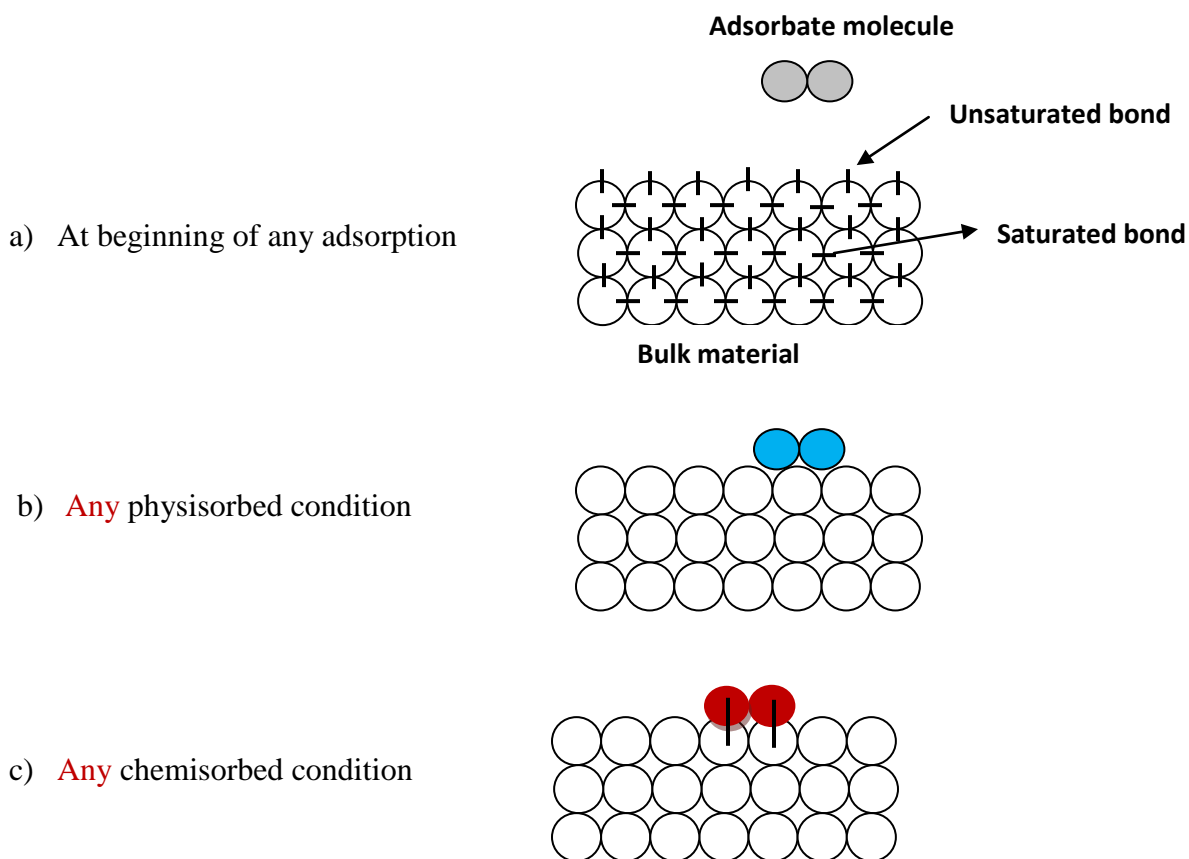 Adsorbate molecule
Unsaturated bond
a) At beginning of any adsorption
Saturated bond
Bulk material
b) Any physisorbed condition
c) Any chemisorbed condition